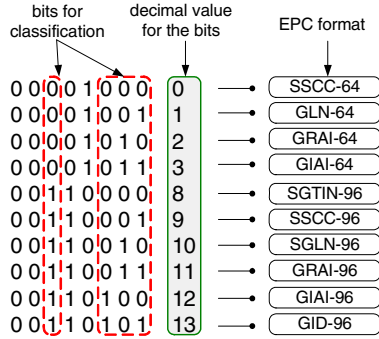 bits for classification
decimal value for the bits
EPC format
0 0 0 0 1 0 0 0 0 SSCC-64
0 0 0 0 1 0 0 1 1 GLN-64
0 0 0 0 1 0 1 0 2 GRAI-64
0 0 0 0 1 0 1 1 3 GIAI-64
0 0 1 1 0 0 0 0 8 SGTIN-96
0 0 1 1 0 0 0 1 9 SSCC-96
0 0 1 1 0 0 1 0 10 SGLN-96
0 0 1 1 0 0 1 1 11 GRAI-96
0 0 1 1 0 1 0 0 12 GIAI-96
0 0 1 1 0 1 0 1 13 GID-96